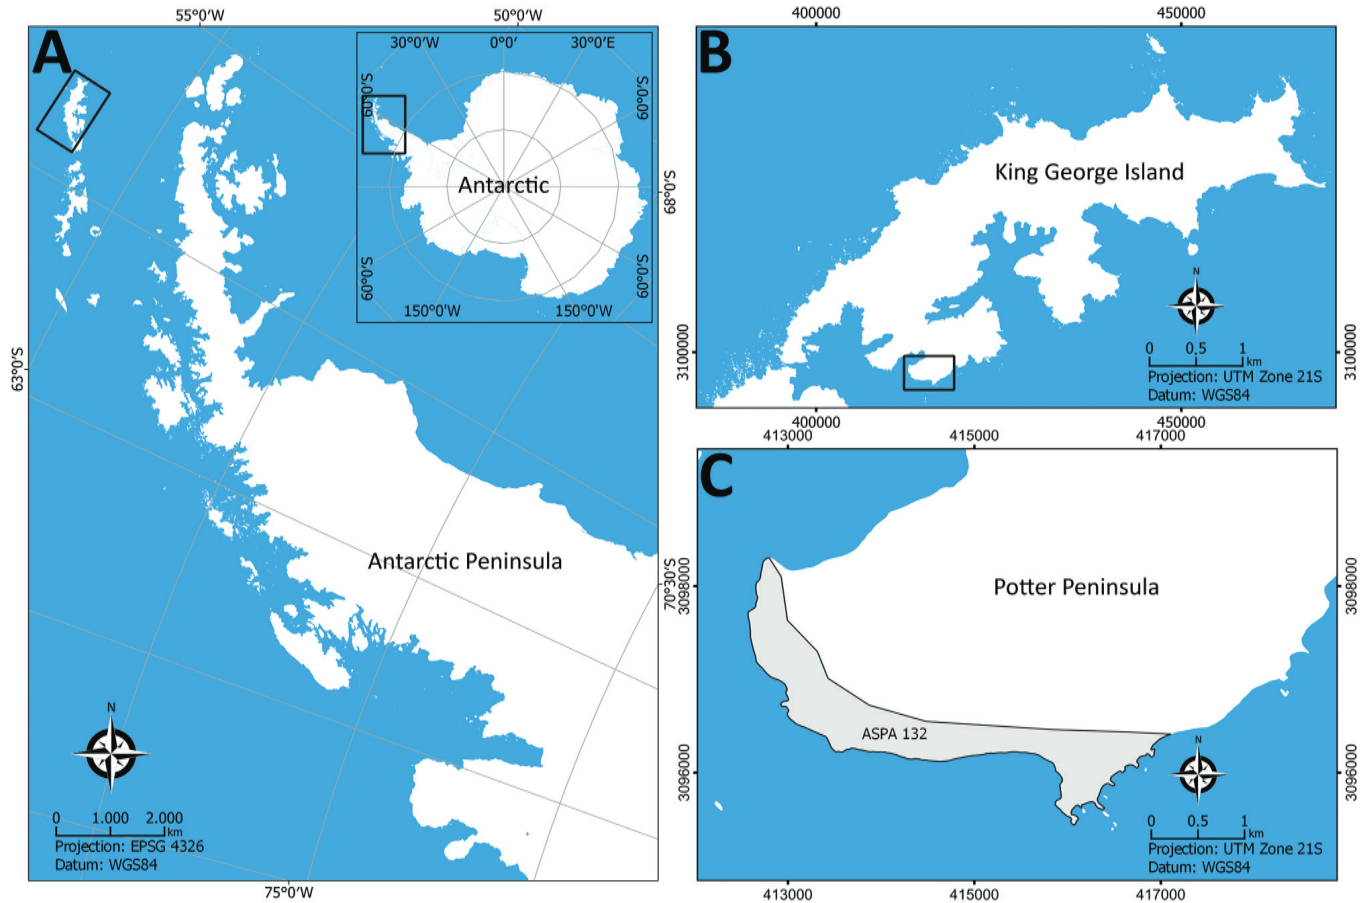 55°0'W
50°0'W
A
63°0'S
30°0'W
0°0'
30°0'E
60°0'S
60°0'S
68°0'S
60°0'S
60°0'S
150°0'W
150°0'W
Antarctic
Antarctic Peninsula
70°30'S
N
0 1.000 2.000
km
Projection: EPSG 4326
Datum: WGS84
75°0'W
400000
450000
B
King George Island
3100000
3100000
N
0 0.5 1
km
Projection: UTM Zone 21S
Datum: WGS84
400000
450000
413000
415000
417000
C
Potter Peninsula
3098000
3098000
ASPA 132
3096000
3096000
N
0 0.5 1
km
Projection: UTM Zone 21S
Datum: WGS84
413000
415000
417000